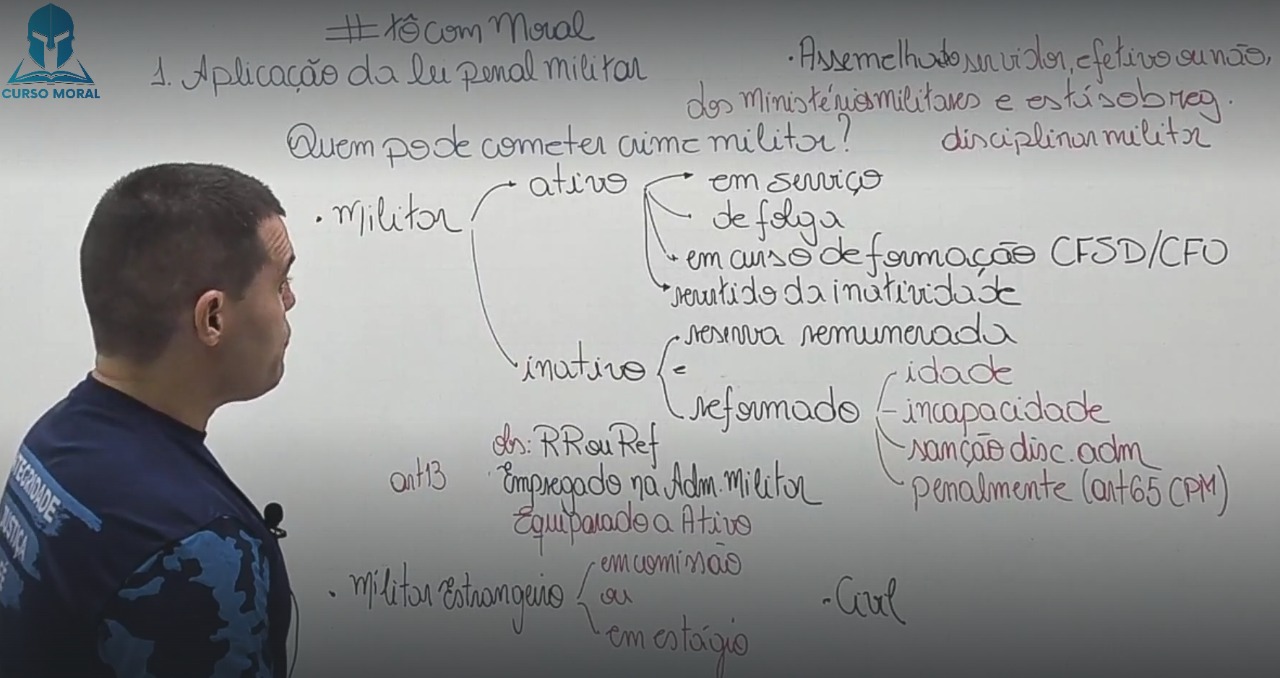 CURSO MORAL
#tô com Moral
1. Aplicação da lei penal militar
Quem pode cometer crime militar?
. Assemelhado servidor, efetivo ou não,
dos ministérios militares e está sob reg.
disciplinar militar
. Militar
ativo
em serviço
de folga
em curso de formação CFSD/CFO
revertido da inatividade
inativo
reserva remunerada
e
reformado
idade
incapacidade
sanção disc. adm
penalmente (art 65 CPM)
obs: RR ou Ref
art 13
Empregado na Adm. Militar
Equiparado a Ativo
. Militar Estrangeiro
em comissão
ou
em estágio
. Civil